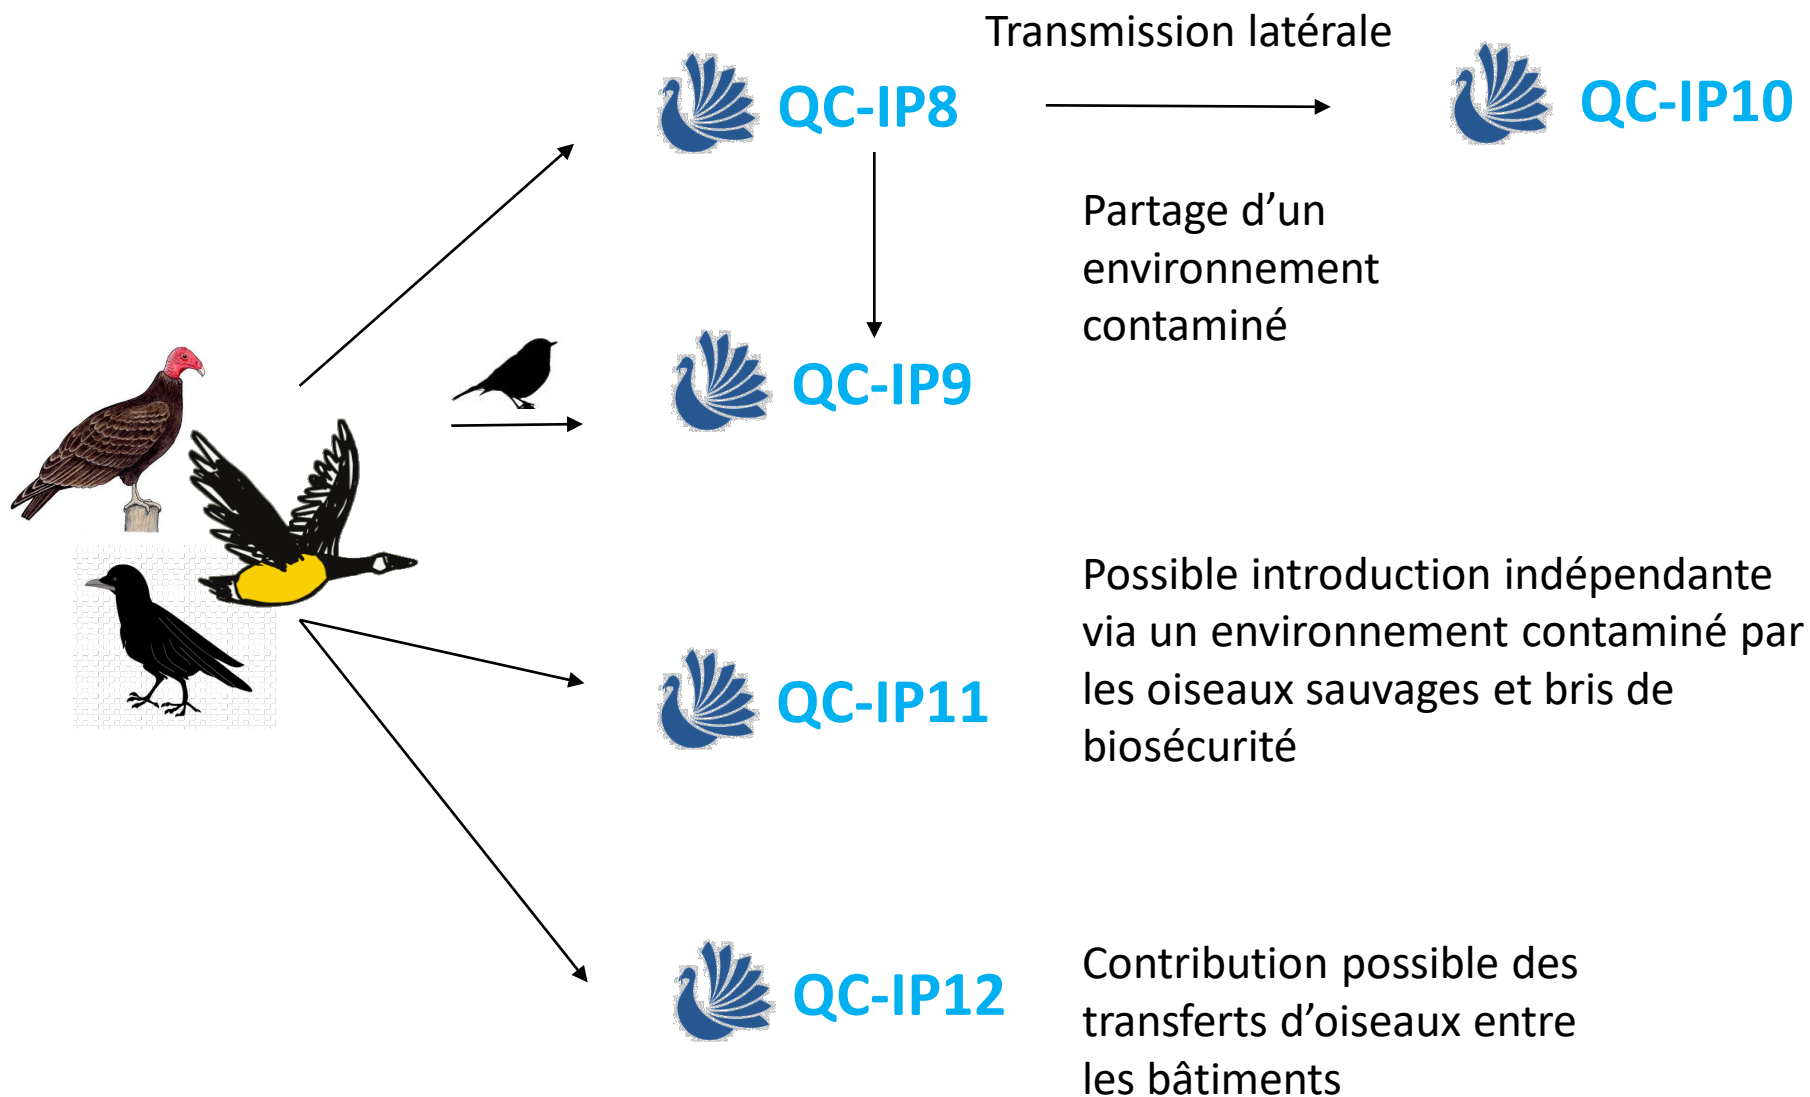 Transmission latérale
QC-IP8
QC-IP10
Partage d’un
environnement
contaminé
QC-IP9
Possible introduction indépendante
via un environnement contaminé par
les oiseaux sauvages et bris de
biosécurité
QC-IP11
Contribution possible des
transferts d’oiseaux entre
les bâtiments
QC-IP12